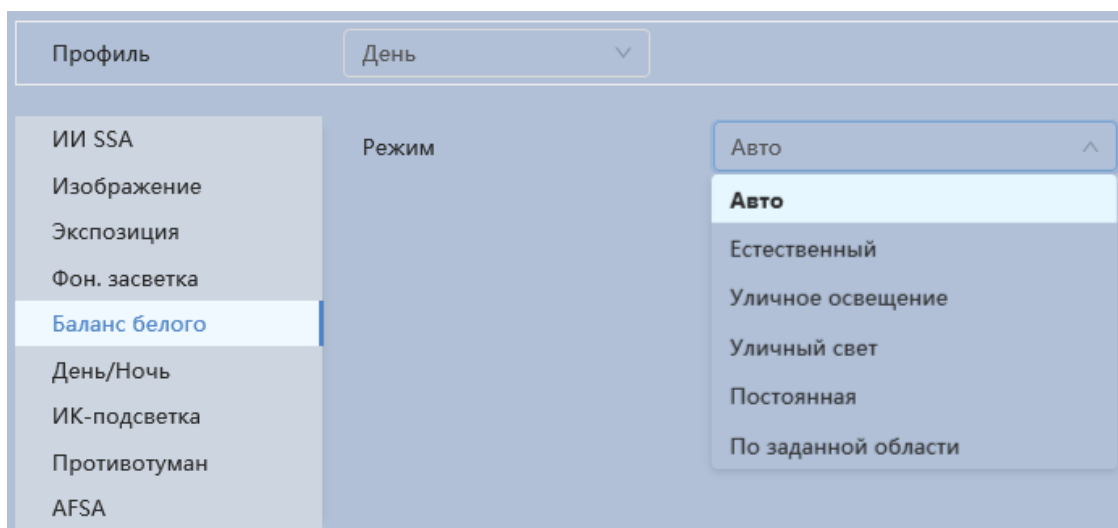 Профиль
День
ИИ SSA
Изображение
Экспозиция
Фон. засветка
Баланс белого
День/Ночь
ИК-подсветка
Противотуман
AFSA
Режим
Авто
Авто
Естественный
Уличное освещение
Уличный свет
Постоянная
По заданной области